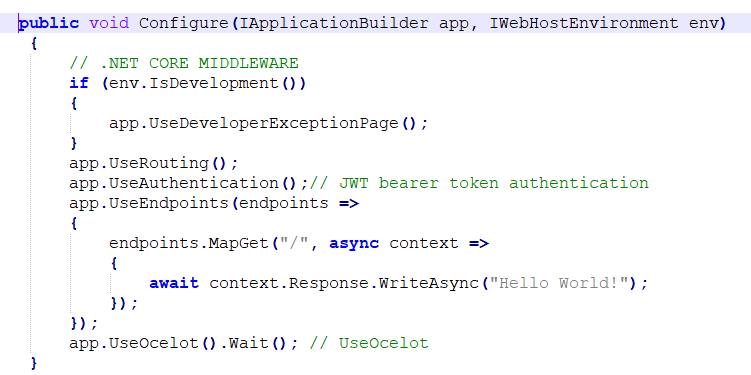 public void Configure(IApplicationBuilder app, IWebHostEnvironment env)
{
    // .NET CORE MIDDLEWARE
    if (env.IsDevelopment())
    {
        app.UseDeveloperExceptionPage();
    }
    app.UseRouting();
    app.UseAuthentication();// JWT bearer token authentication
    app.UseEndpoints(endpoints =>
    {
        endpoints.MapGet("/", async context =>
        {
            await context.Response.WriteAsync("Hello World!");
        });
    });
    app.UseOcelot().Wait(); // UseOcelot
}